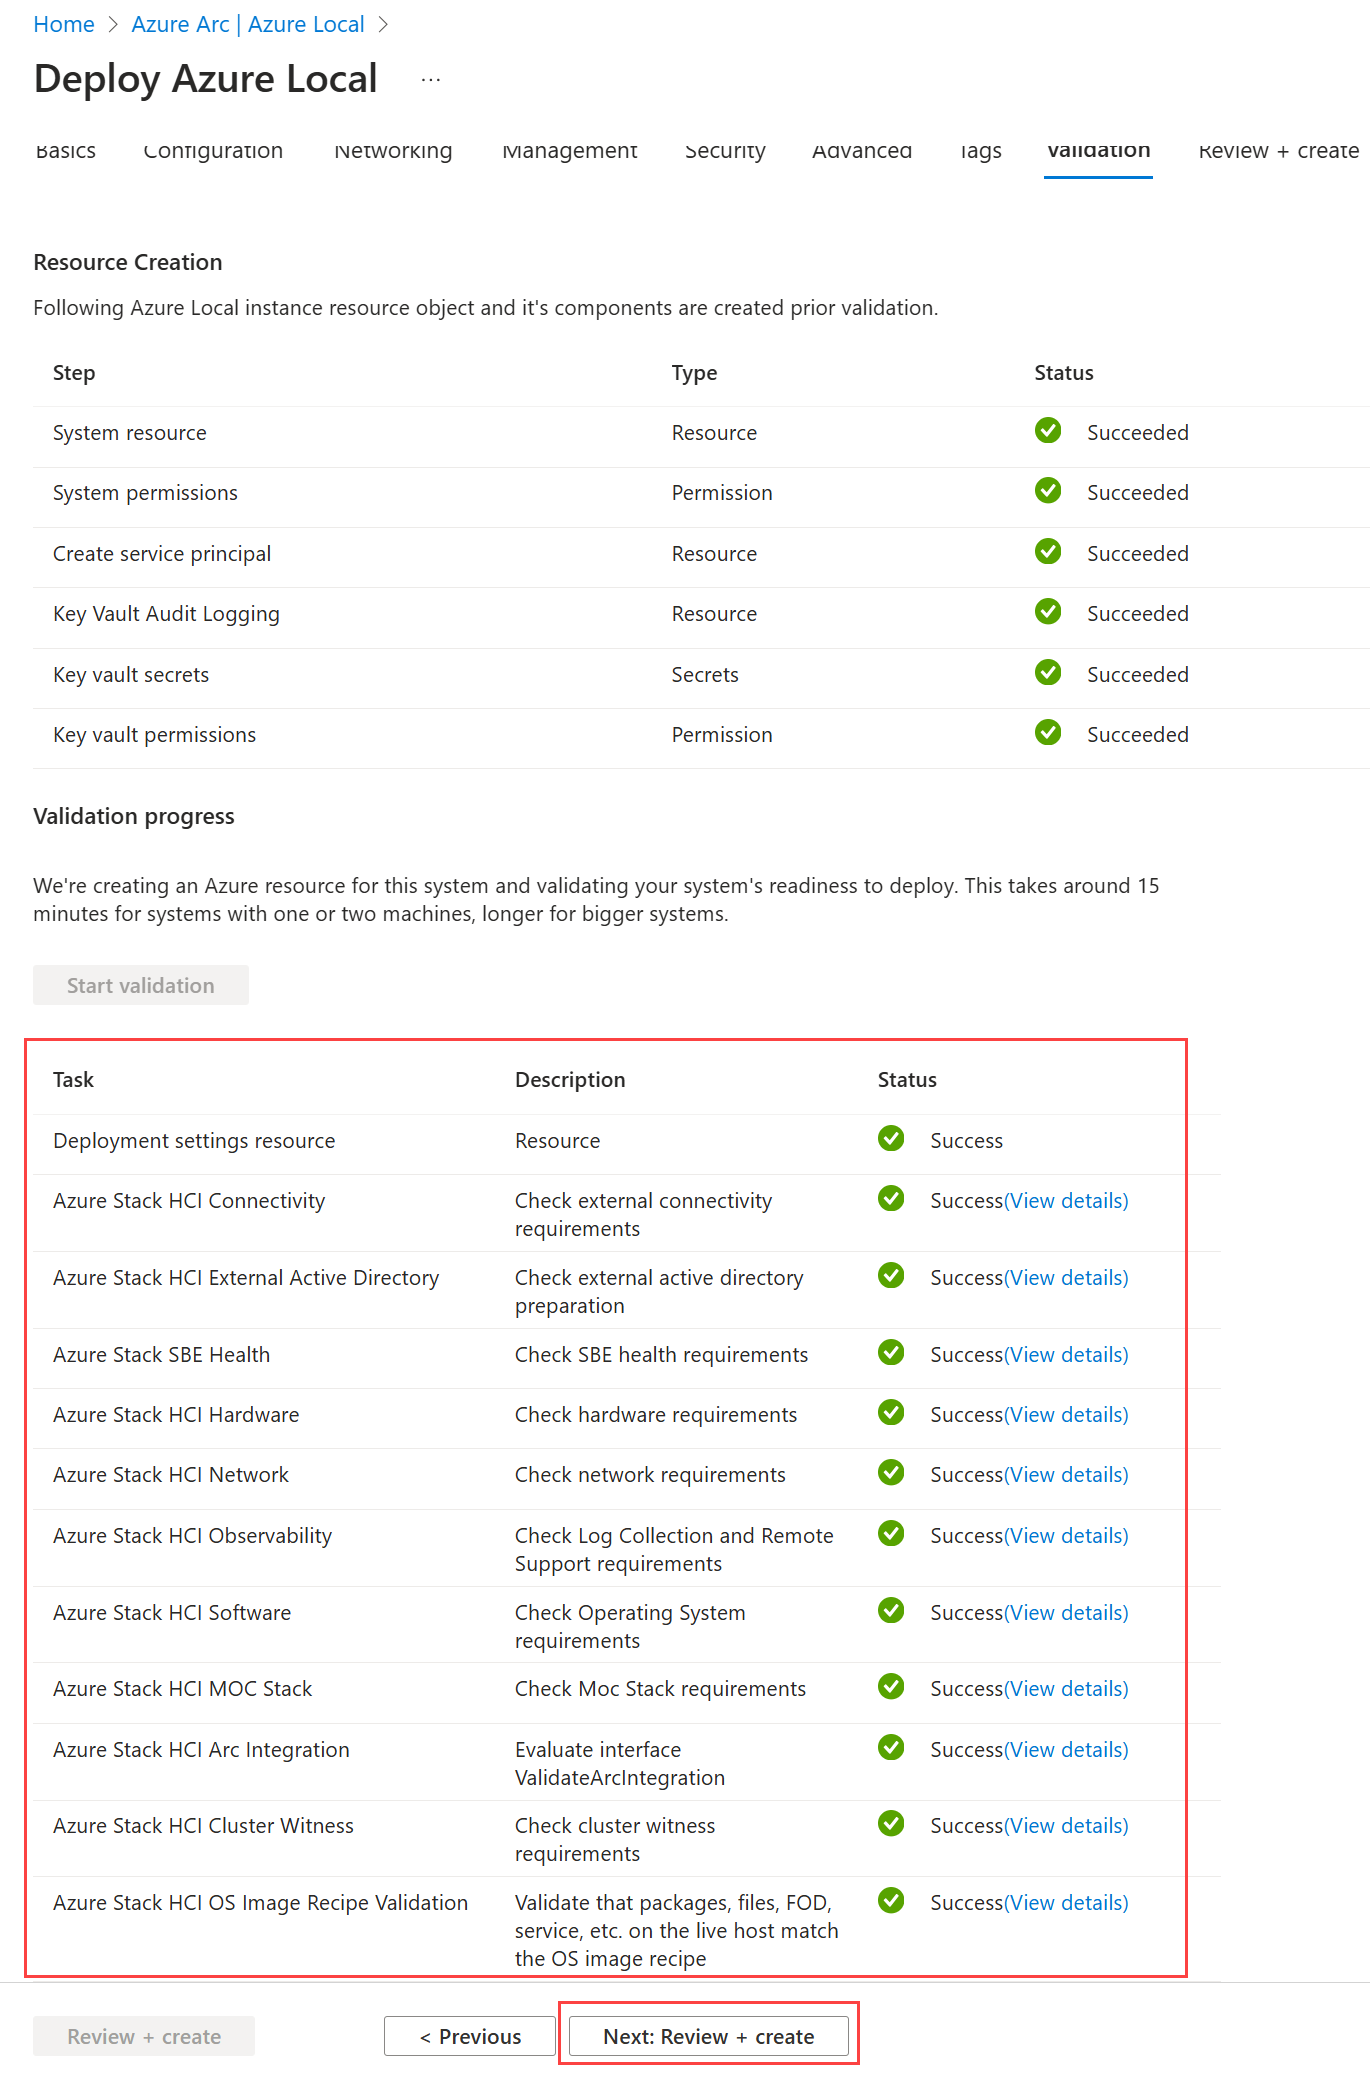 Home > Azure Arc | Azure Local >
Deploy Azure Local ...
Basics Configuration Networking Management Security Advanced Tags Validation Review + create
Resource Creation
Following Azure Local instance resource object and it's components are created prior validation.
Step Type Status
System resource Resource Succeeded
System permissions Permission Succeeded
Create service principal Resource Succeeded
Key Vault Audit Logging Resource Succeeded
Key vault secrets Secrets Succeeded
Key vault permissions Permission Succeeded
Validation progress
We're creating an Azure resource for this system and validating your system's readiness to deploy. This takes around 15
minutes for systems with one or two machines, longer for bigger systems.
Start validation
Task Description Status
Deployment settings resource Resource Success
Azure Stack HCI Connectivity Check external connectivity Success(View details)
requirements
Azure Stack HCI External Active Directory Check external active directory Success(View details)
preparation
Azure Stack SBE Health Check SBE health requirements Success(View details)
Azure Stack HCI Hardware Check hardware requirements Success(View details)
Azure Stack HCI Network Check network requirements Success(View details)
Azure Stack HCI Observability Check Log Collection and Remote Success(View details)
Support requirements
Azure Stack HCI Software Check Operating System Success(View details)
requirements
Azure Stack HCI MOC Stack Check Moc Stack requirements Success(View details)
Azure Stack HCI Arc Integration Evaluate interface Success(View details)
ValidateArcIntegration
Azure Stack HCI Cluster Witness Check cluster witness Success(View details)
requirements
Azure Stack HCI OS Image Recipe Validation Validate that packages, files, FOD, Success(View details)
service, etc. on the live host match
the OS image recipe
Review + create < Previous Next: Review + create